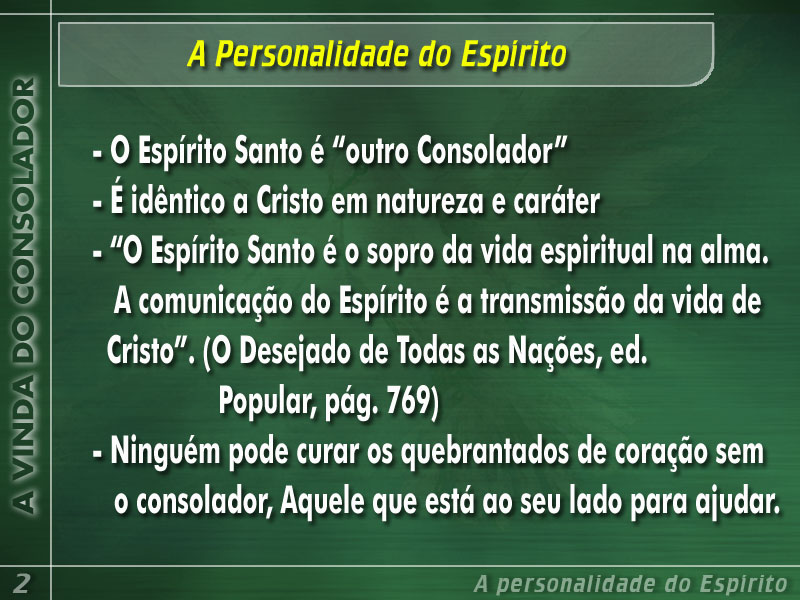 A Personalidade do Espírito
A VINDA DO CONSOLADOR
- O Espírito Santo é “outro Consolador”
- É idêntico a Cristo em natureza e caráter
- “O Espírito Santo é o sopro da vida espiritual na alma.
A comunicação do Espírito é a transmissão da vida de
Cristo”. (O Desejado de Todas as Nações, ed.
Popular, pág. 769)
- Ninguém pode curar os quebrantados de coração sem
o consolador, Aquele que está ao seu lado para ajudar.
2
A personalidade do Espírito